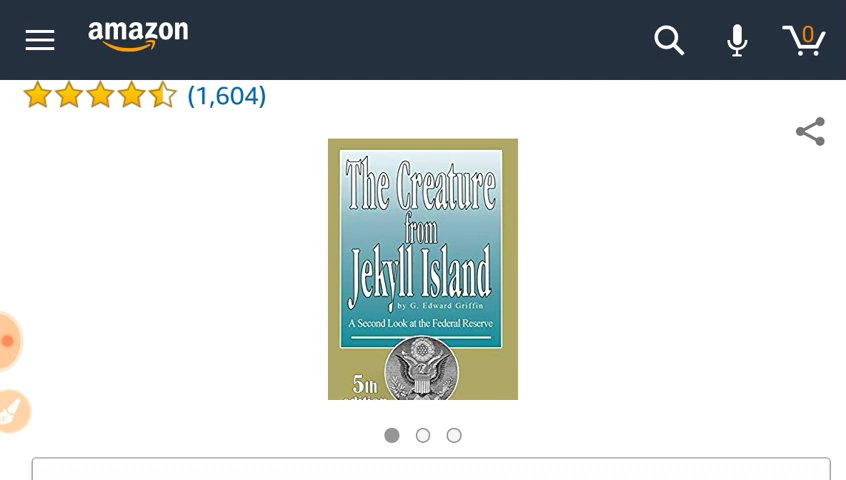 amazon
0
(1,604)
The Creature
from
Jekyll Island
by G. Edward Griffin
A Second Look at the Federal Reserve
5th
edition